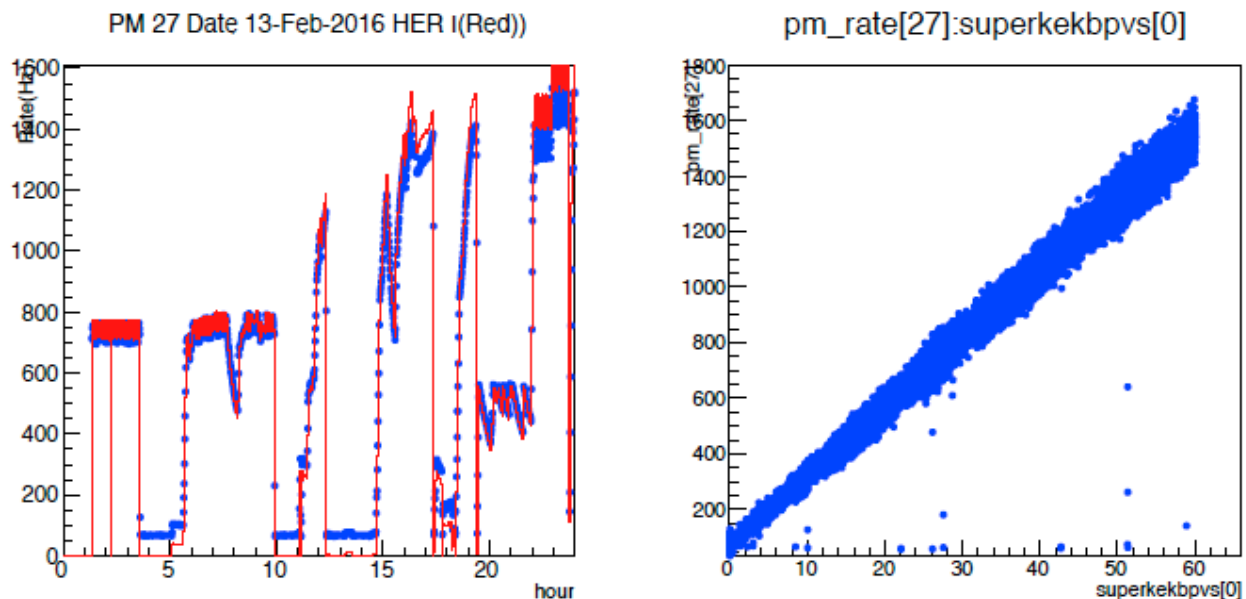 PM 27 Date 13-Feb-2016 HER I(Red))
Rate(Hz)
1600
1400
1200
1000
800
600
400
200
0
0 5 10 15 20
hour
pm_rate[27]:superkekbpvs[0]
pm_rate[27]
1800
1600
1400
1200
1000
800
600
400
200
0 10 20 30 40 50 60
superkekbpvs[0]